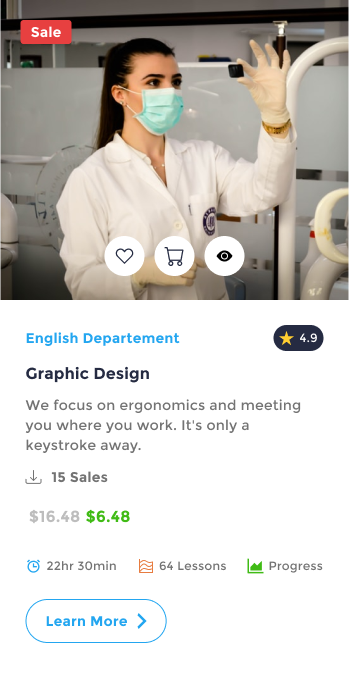 Sale
English Departement
4.9
Graphic Design
We focus on ergonomics and meeting
you where you work. It's only a
keystroke away.
15 Sales
$16.48 $6.48
22hr 30min 64 Lessons Progress
Learn More